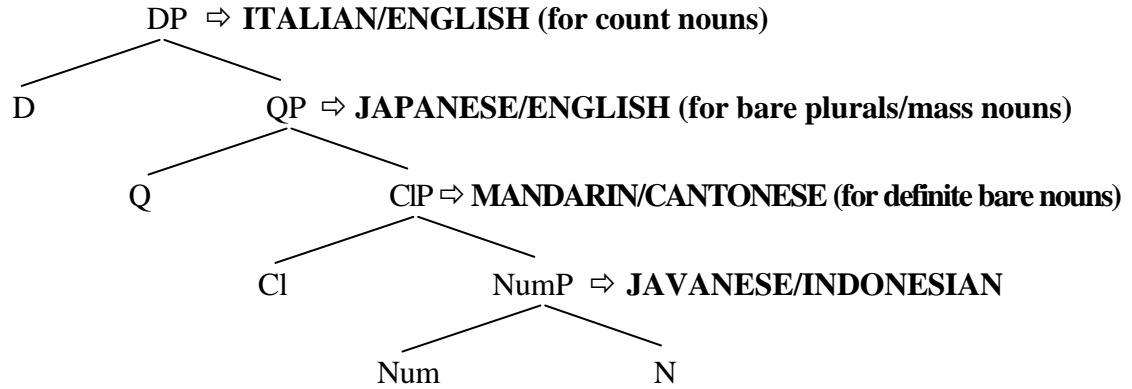 DP ⇨ ITALIAN/ENGLISH (for count nouns)
D QP ⇨ JAPANESE/ENGLISH (for bare plurals/mass nouns)
Q ClP ⇨ MANDARIN/CANTONESE (for definite bare nouns)
Cl NumP ⇨ JAVANESE/INDONESIAN
Num N